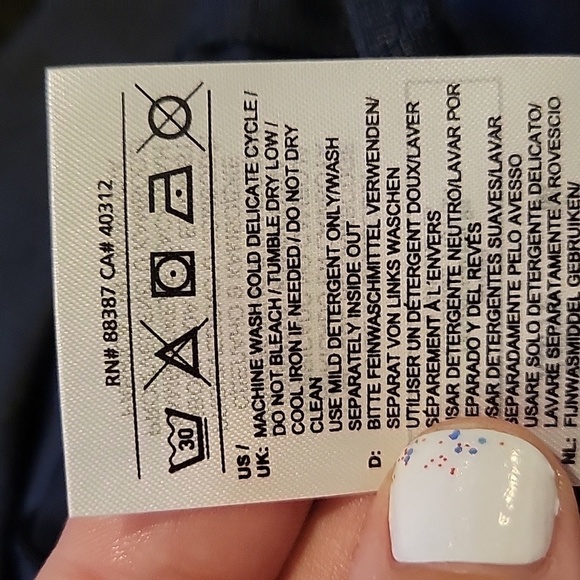 RN# 88387 CA# 40312
30
US /
UK: MACHINE WASH COLD DELICATE CYCLE /
DO NOT BLEACH / TUMBLE DRY LOW /
COOL IRON IF NEEDED / DO NOT DRY
CLEAN
USE MILD DETERGENT ONLY/WASH
SEPARATELY INSIDE OUT
D: BITTE FEINWASCHMITTEL VERWENDEN/
SEPARAT VON LINKS WASCHEN
UTILISER UN DÉTERGENT DOUX/LAVER
SÉPAREMENT À L'ENVERS
DETERGENTE NEUTRO/LAVAR POR
Y DEL REVÉS
DETERGENTES SUAVES/LAVAR
SEPARADAMENTE PELO AVESSO
USARE SOLO DETERGENTE DELICATO/
LAVARE SEPARATAMENTE A ROVESCIO
NL: FIJNWASMIDDEL GEBRUIKEN/